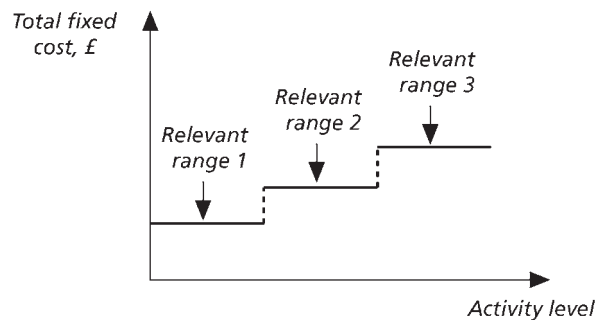 Total fixed
cost, £
Relevant
range 3
Relevant
range 2
Relevant
range 1
Activity level